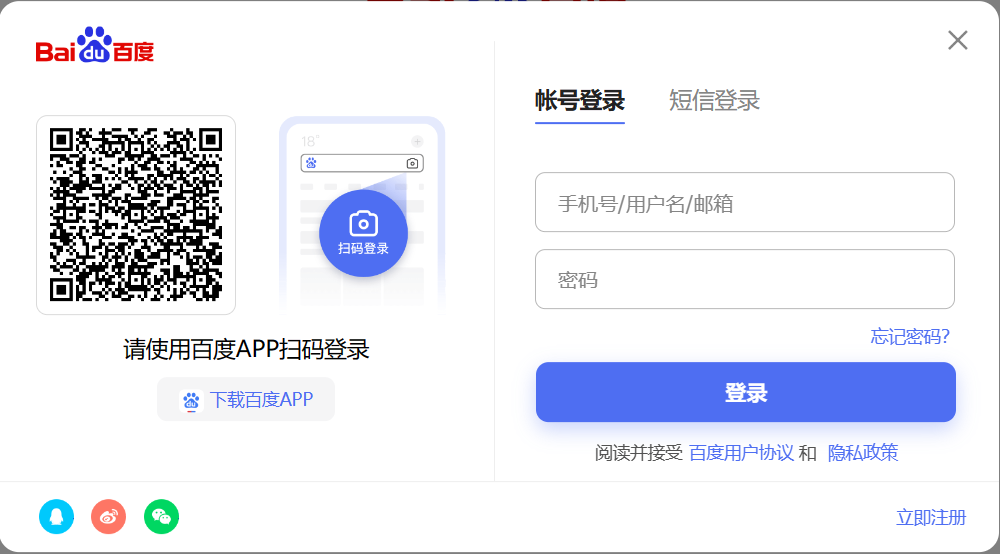 Bai du 百度
帐号登录 短信登录
18°
扫码登录
手机号/用户名/邮箱
密码
忘记密码?
请使用百度APP扫码登录
登录
du 下载百度APP
阅读并接受 百度用户协议 和 隐私政策
立即注册